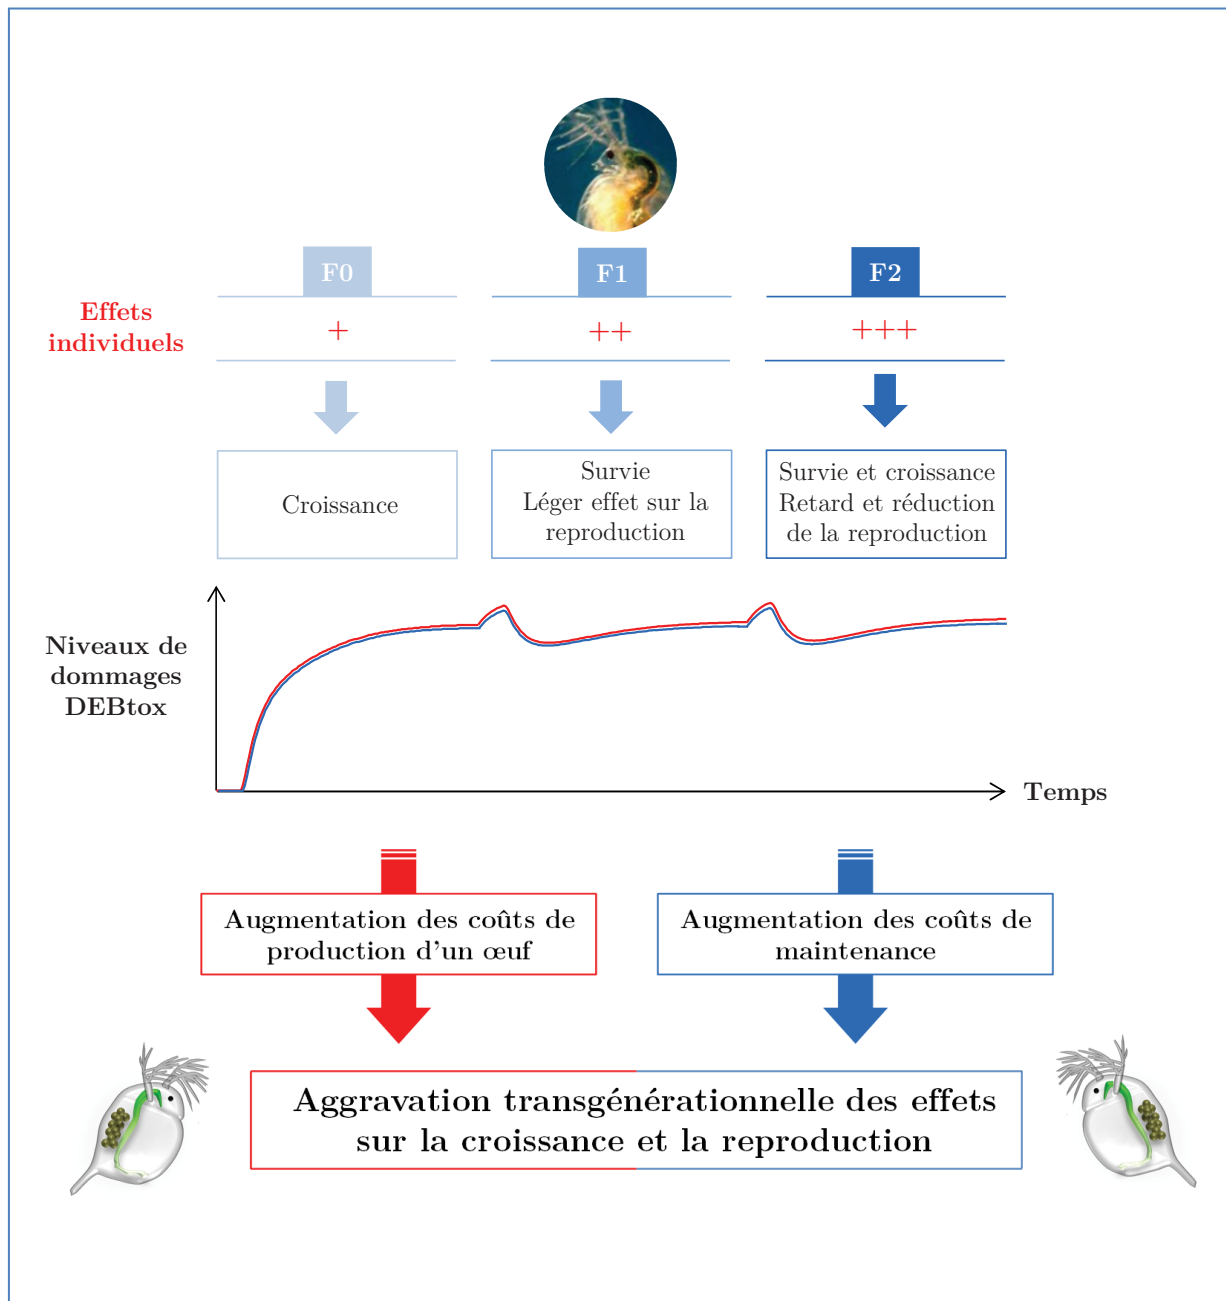 F0
F1
F2
Effets
individuels
+
++
+++
Croissance
Survie
Léger effet sur la
reproduction
Survie et croissance
Retard et réduction
de la reproduction
Niveaux de
dommages
DEBtox
Temps
Augmentation des coûts de
production d'un œuf
Augmentation des coûts de
maintenance
Aggravation transgénérationnelle des effets
sur la croissance et la reproduction